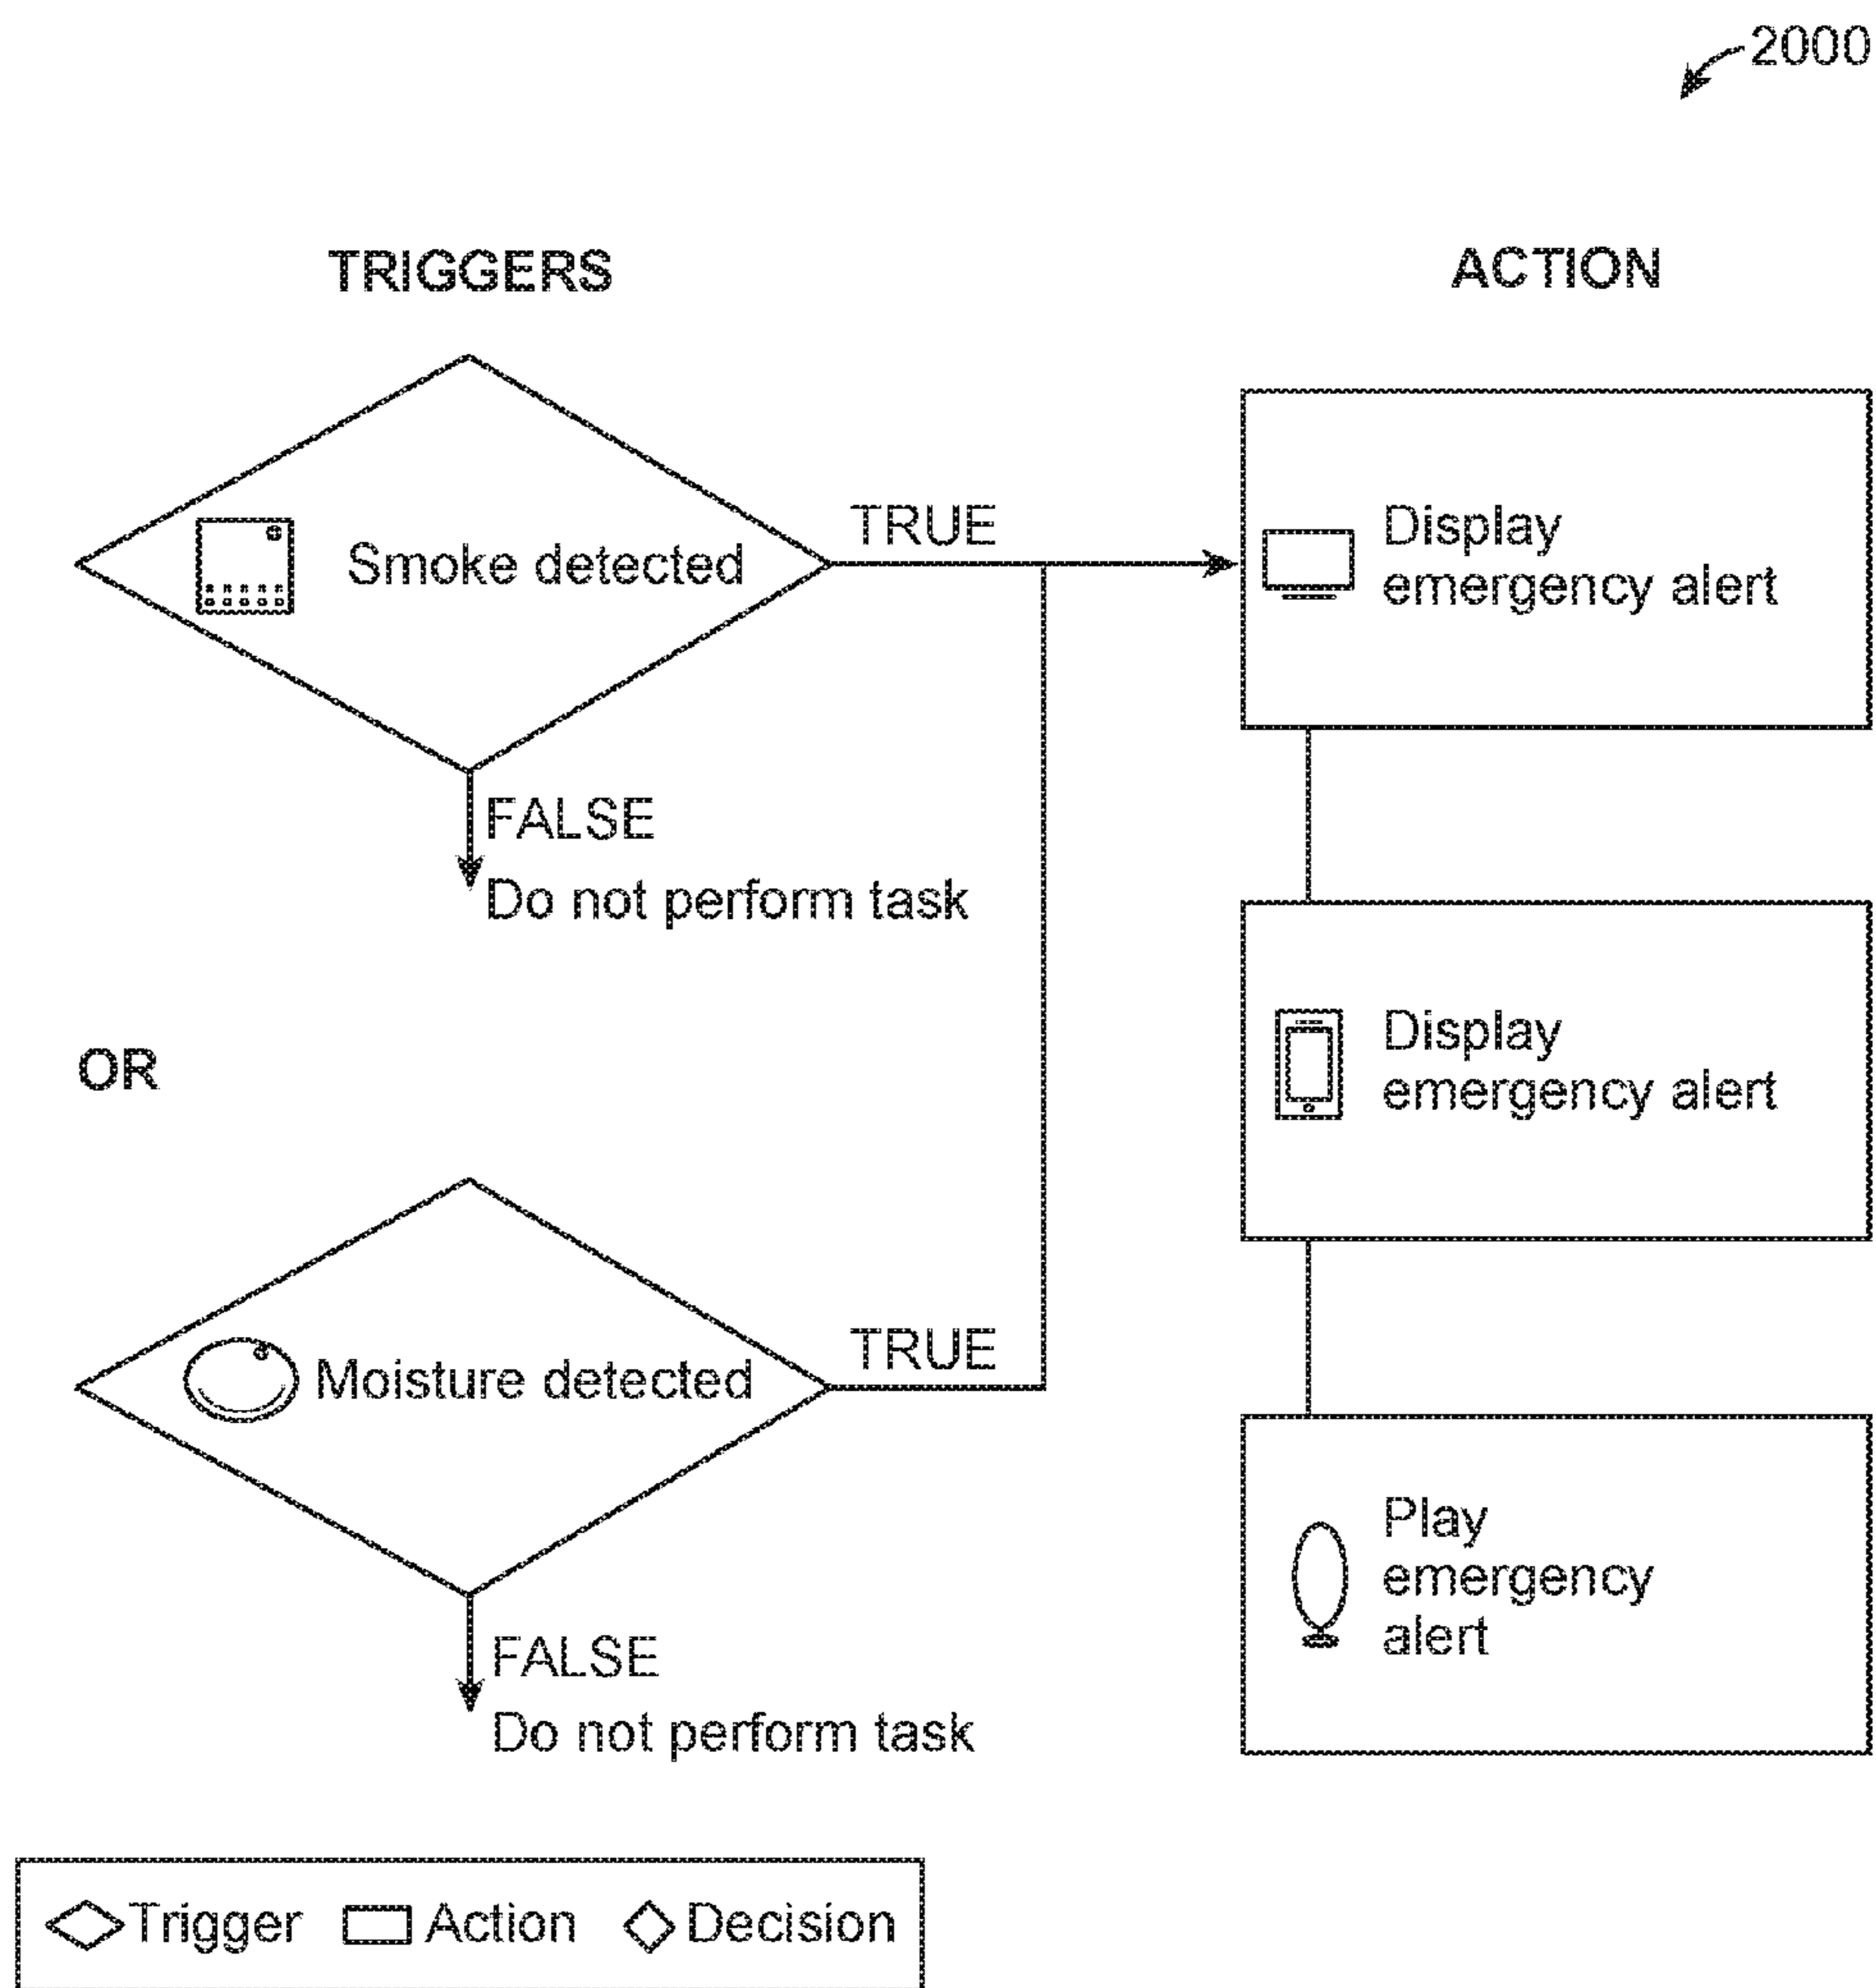 2000
TRIGGERS
ACTION
Smoke detected
TRUE
FALSE
Do not perform task
OR
Moisture detected
TRUE
FALSE
Do not perform task
Display
emergency alert
Display
emergency alert
Play
emergency
alert
Trigger Action Decision